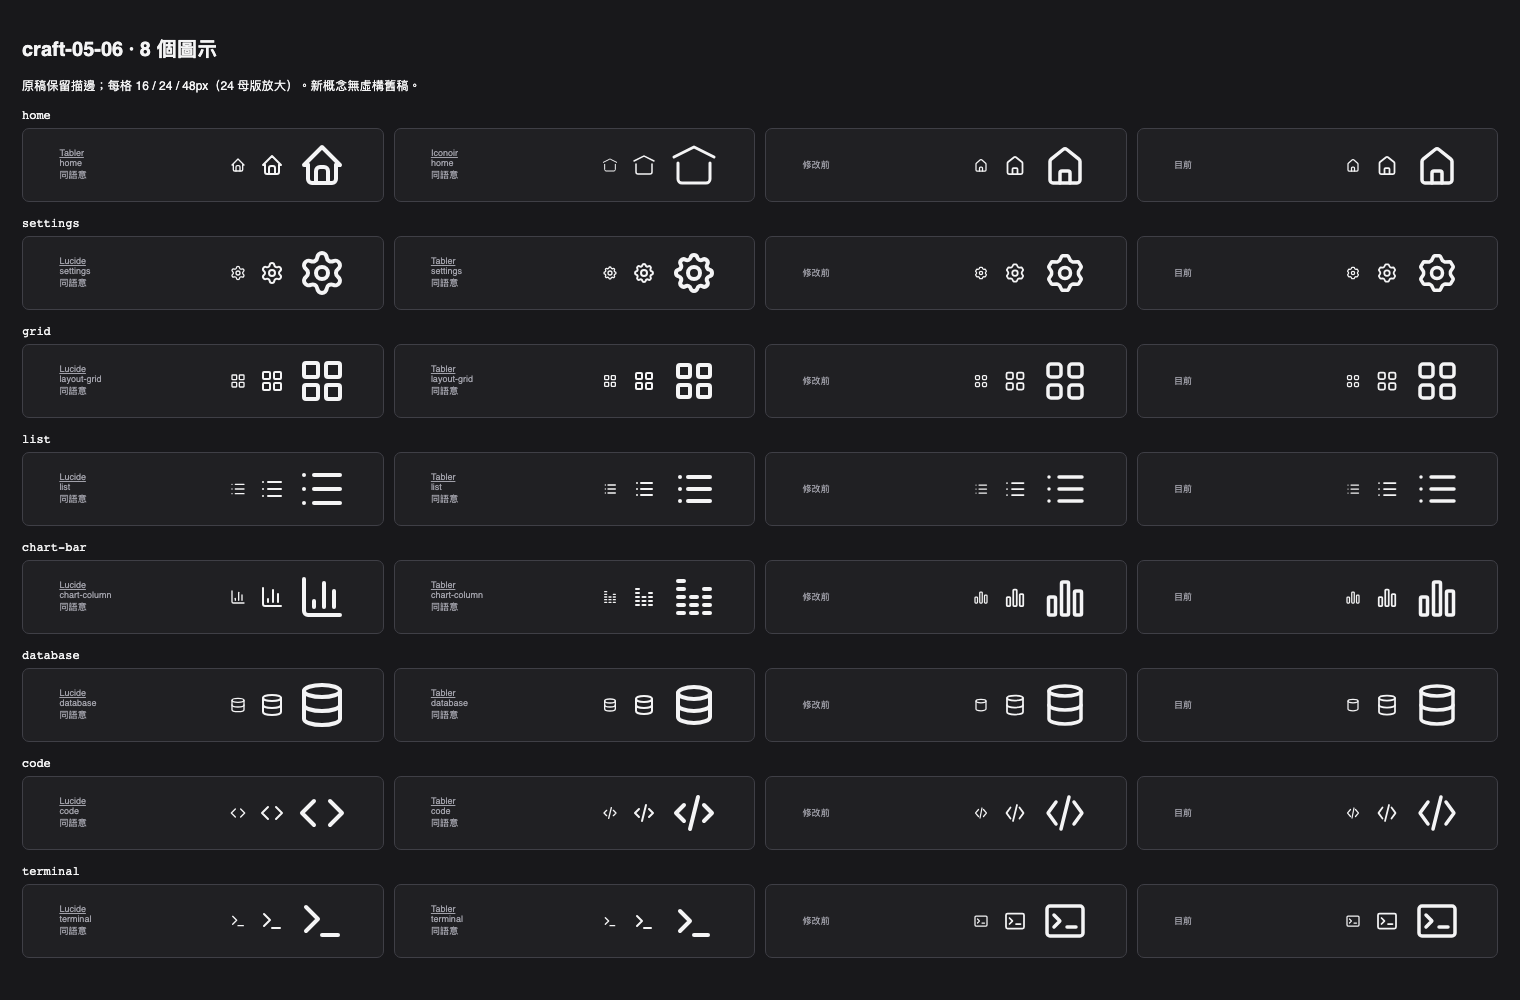 craft-05-06 · 8 個圖示
原稿保留描邊；每格 16 / 24 / 48px（24 母版放大）。新概念無虛構舊稿。
home
Tabler
home
同語意
Iconoir
home
同語意
修改前
目前
settings
Lucide
settings
同語意
Tabler
settings
同語意
修改前
目前
grid
Lucide
layout-grid
同語意
Tabler
layout-grid
同語意
修改前
目前
list
Lucide
list
同語意
Tabler
list
同語意
修改前
目前
chart-bar
Lucide
chart-column
同語意
Tabler
chart-column
同語意
修改前
目前
database
Lucide
database
同語意
Tabler
database
同語意
修改前
目前
code
Lucide
code
同語意
Tabler
code
同語意
修改前
目前
terminal
Lucide
terminal
同語意
Tabler
terminal
同語意
修改前
目前